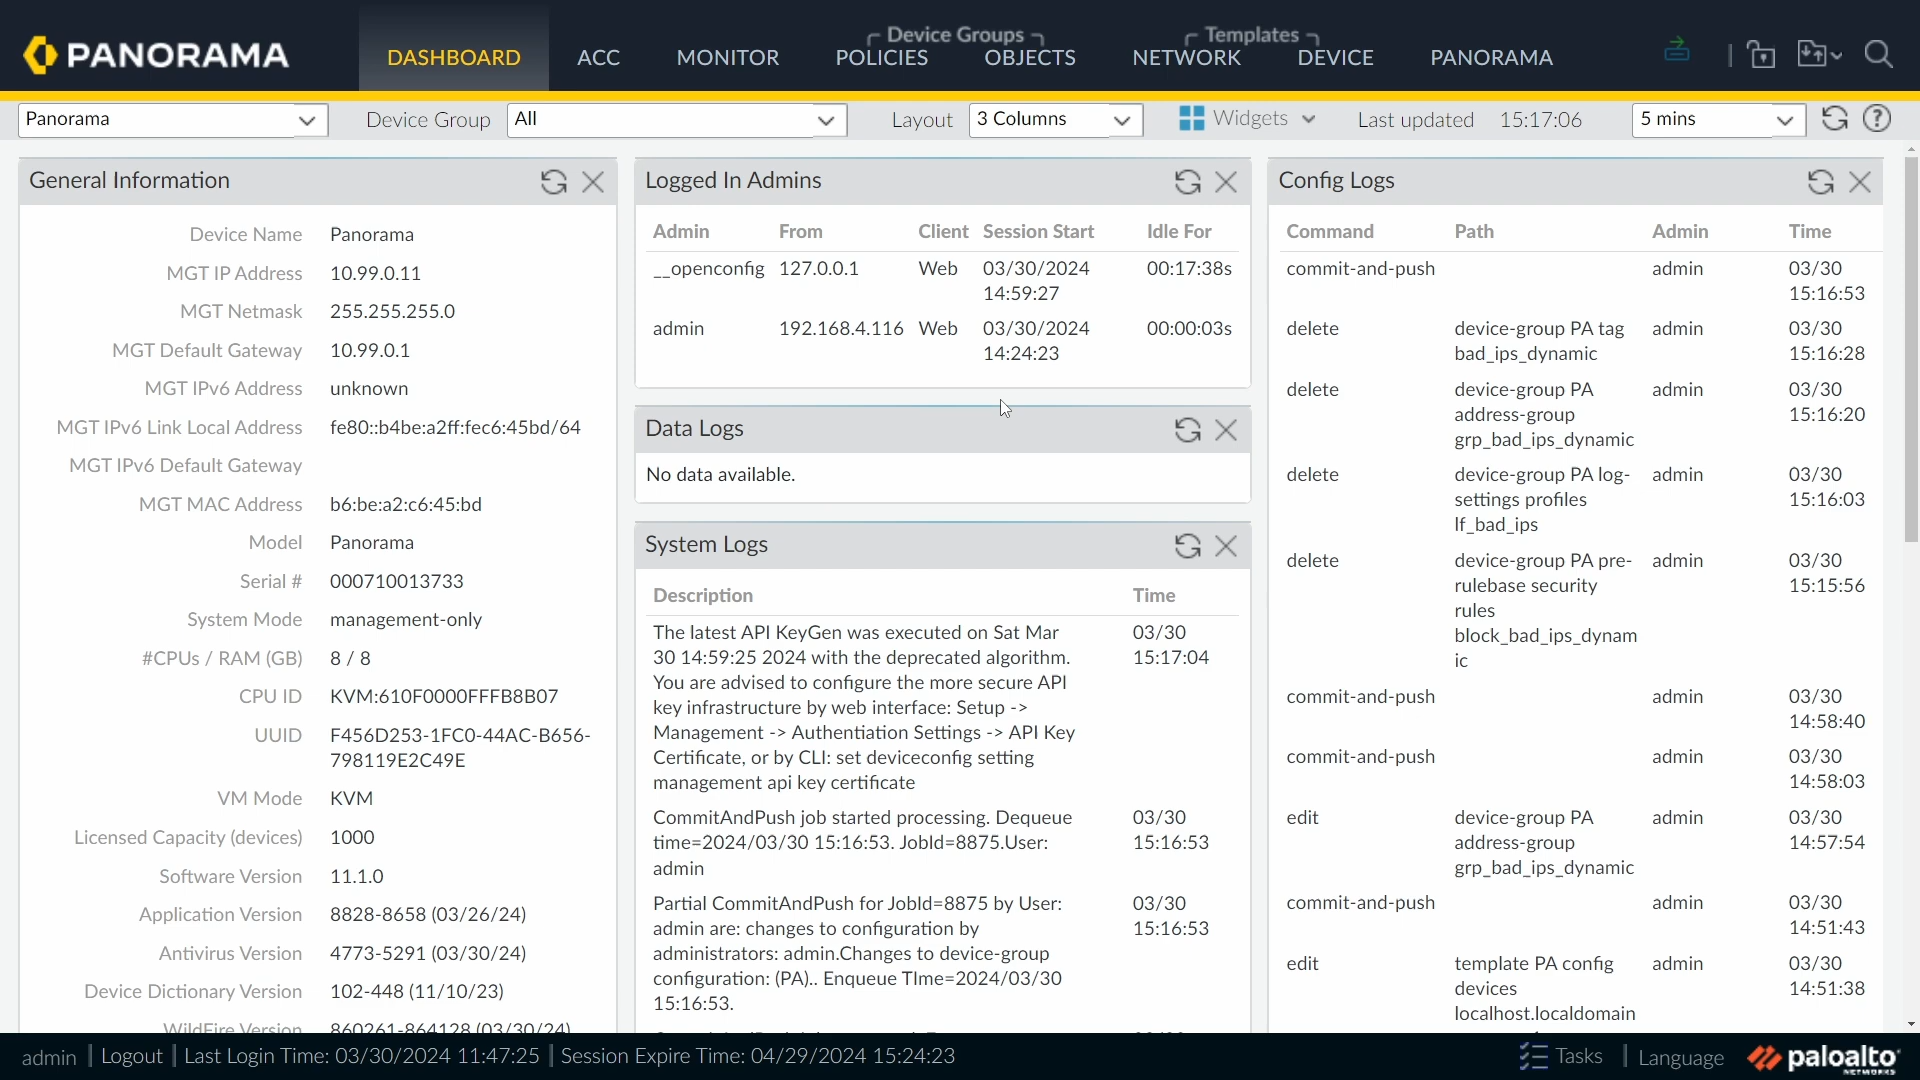 PANORAMA
DASHBOARD
ACC
MONITOR
Device Groups
POLICIES
OBJECTS
Templates
NETWORK
DEVICE
PANORAMA
Panorama
Device Group
All
Layout
3 Columns
Widgets
Last updated 15:17:06
5 mins
General Information
Device Name Panorama
MGT IP Address 10.99.0.11
MGT Netmask 255.255.255.0
MGT Default Gateway 10.99.0.1
MGT IPv6 Address unknown
MGT IPv6 Link Local Address fe80::b4be:a2ff:fec6:45bd/64
MGT IPv6 Default Gateway
MGT MAC Address b6:be:a2:c6:45:bd
Model Panorama
Serial # 000710013733
System Mode management-only
#CPUs / RAM (GB) 8 / 8
CPU ID KVM:610F0000FFFB8B07
UUID F456D253-1FC0-44AC-B656-
798119E2C49E
VM Mode KVM
Licensed Capacity (devices) 1000
Software Version 11.1.0
Application Version 8828-8658 (03/26/24)
Antivirus Version 4773-5291 (03/30/24)
Device Dictionary Version 102-448 (11/10/23)
WildFire Version 860261-864128 (03/30/24)
Logged In Admins
Admin From Client Session Start Idle For
__openconfig 127.0.0.1 Web 03/30/2024 00:17:38s
14:59:27
admin 192.168.4.116 Web 03/30/2024 00:00:03s
14:24:23
Data Logs
No data available.
System Logs
Description Time
The latest API KeyGen was executed on Sat Mar 03/30
30 14:59:25 2024 with the deprecated algorithm. 15:17:04
You are advised to configure the more secure API
key infrastructure by web interface: Setup ->
Management -> Authentiation Settings -> API Key
Certificate, or by CLI: set deviceconfig setting
management api key certificate
CommitAndPush job started processing. Dequeue 03/30
time=2024/03/30 15:16:53. JobId=8875.User: 15:16:53
admin
Partial CommitAndPush for JobId=8875 by User: 03/30
admin are: changes to configuration by 15:16:53
administrators: admin.Changes to device-group
configuration: (PA).. Enqueue TIme=2024/03/30
15:16:53.
Config Logs
Command Path Admin Time
commit-and-push admin 03/30
15:16:53
delete device-group PA tag admin 03/30
bad_ips_dynamic 15:16:28
delete device-group PA admin 03/30
address-group 15:16:20
grp_bad_ips_dynamic
delete device-group PA log- admin 03/30
settings profiles 15:16:03
lf_bad_ips
delete device-group PA pre- admin 03/30
rulebase security 15:15:56
rules
block_bad_ips_dynam
ic
commit-and-push admin 03/30
14:58:40
commit-and-push admin 03/30
14:58:03
edit device-group PA admin 03/30
address-group 14:57:54
grp_bad_ips_dynamic
commit-and-push admin 03/30
14:51:43
edit template PA config admin 03/30
devices 14:51:38
localhost.localdomain
admin | Logout | Last Login Time: 03/30/2024 11:47:25 | Session Expire Time: 04/29/2024 15:24:23
Tasks | Language
paloalto
NETWORKS